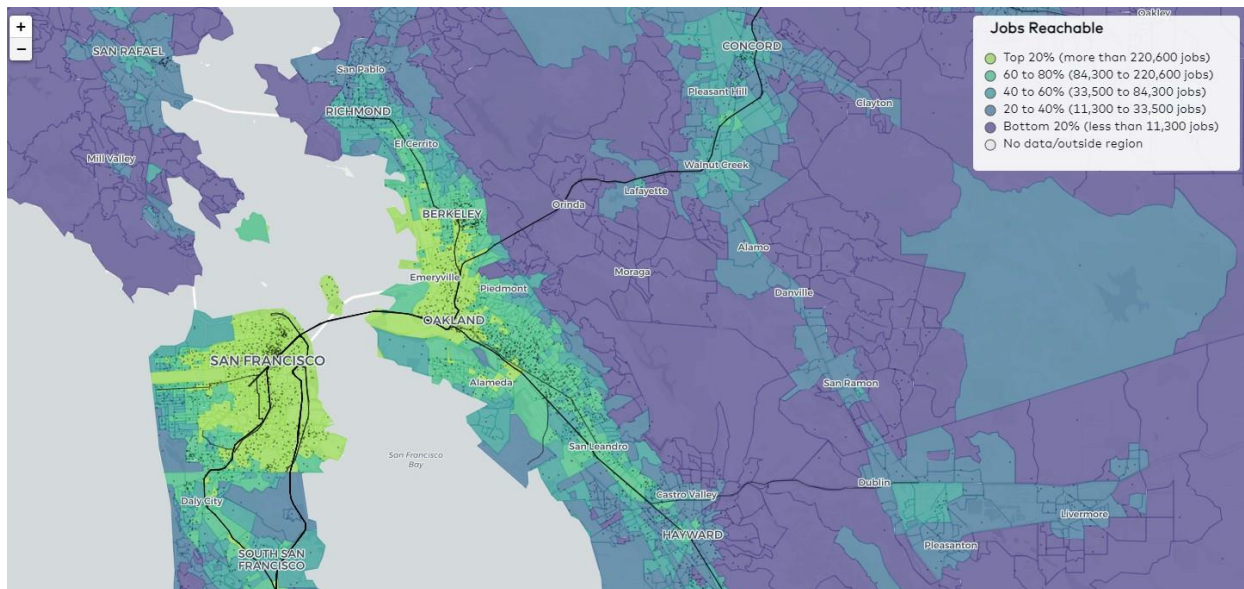 +
−
Jobs Reachable
Top 20% (more than 220,600 jobs)
60 to 80% (84,300 to 220,600 jobs)
40 to 60% (33,500 to 84,300 jobs)
20 to 40% (11,300 to 33,500 jobs)
Bottom 20% (less than 11,300 jobs)
No data/outside region
Oakley
SAN RAFAEL
CONCORD
San Pablo
Pleasant Hill
Clayton
RICHMOND
El Cerrito
Mill Valley
Walnut Creek
Lafayette
Orinda
BERKELEY
Alamo
Emeryville
Moraga
Piedmont
Danville
OAKLAND
SAN FRANCISCO
Alameda
San Ramon
San Leandro
San Francisco
Bay
Dublin
Castro Valley
Daly City
Livermore
HAYWARD
Pleasanton
SOUTH SAN
FRANCISCO